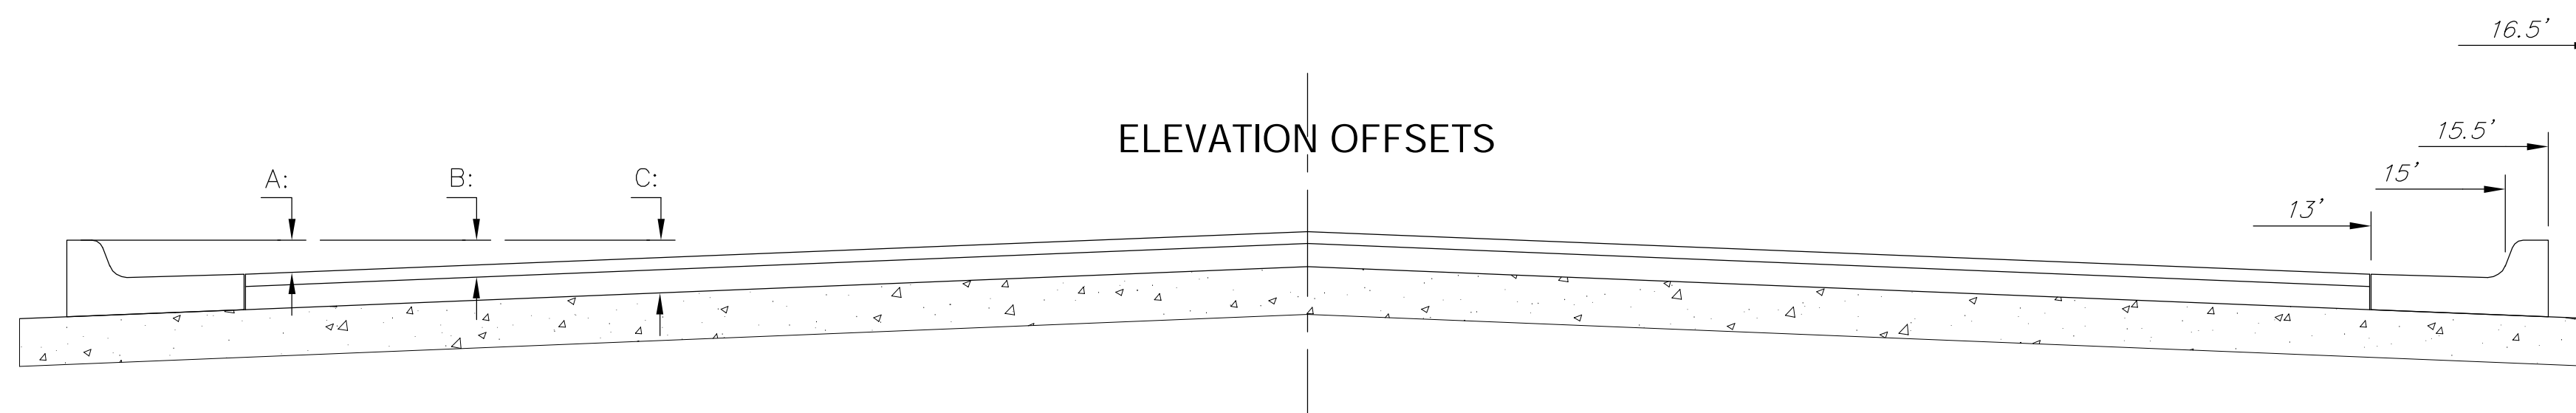 16.5'
ELEVATION OFFSETS
15.5'
15'
A:
B:
C:
13'